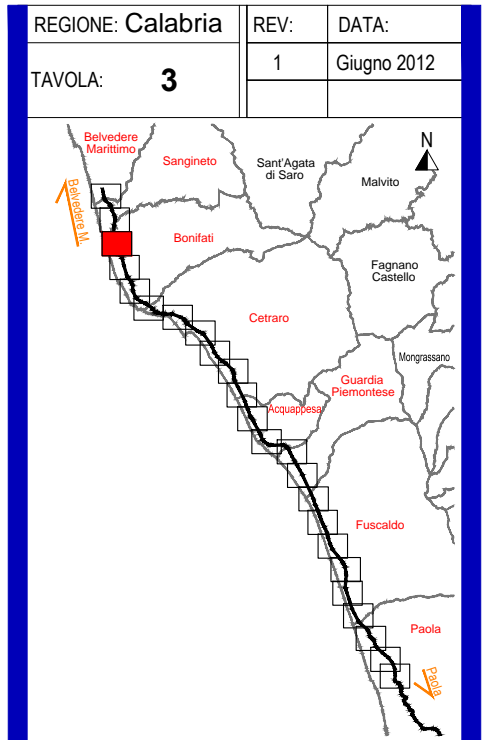 REGIONE: Calabria
REV:
DATA:
TAVOLA: 3
1
Giugno 2012
Belvedere
Marittimo
Sangineto
Sant'Agata
di Saro
Malvito
N
Belvedere M.
Bonifati
Fagnano
Castello
Cetraro
Mongrassano
Guardia
Piemontese
Acquappesa
Fuscaldo
Paola
Paola